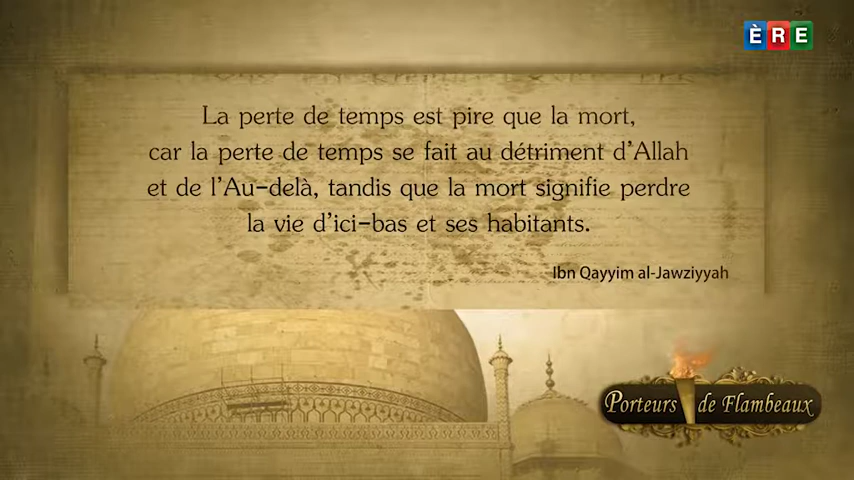 ÈRE
La perte de temps est pire que la mort,
car la perte de temps se fait au détriment d'Allah
et de l'Au-delà, tandis que la mort signifie perdre
la vie d'ici-bas et ses habitants.
Ibn Qayyim al-Jawziyyah
Porteurs de Flambeaux